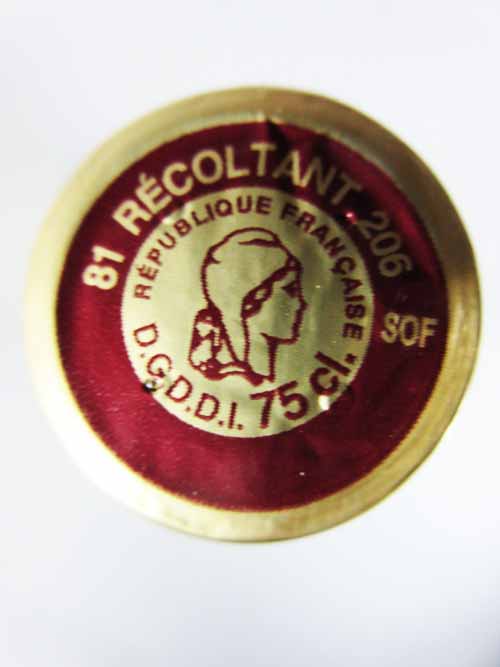 81 RÉCOLTANT 206
SOF
RÉPUBLIQUE FRANÇAISE
D.G.D.D.I. 75 cl.